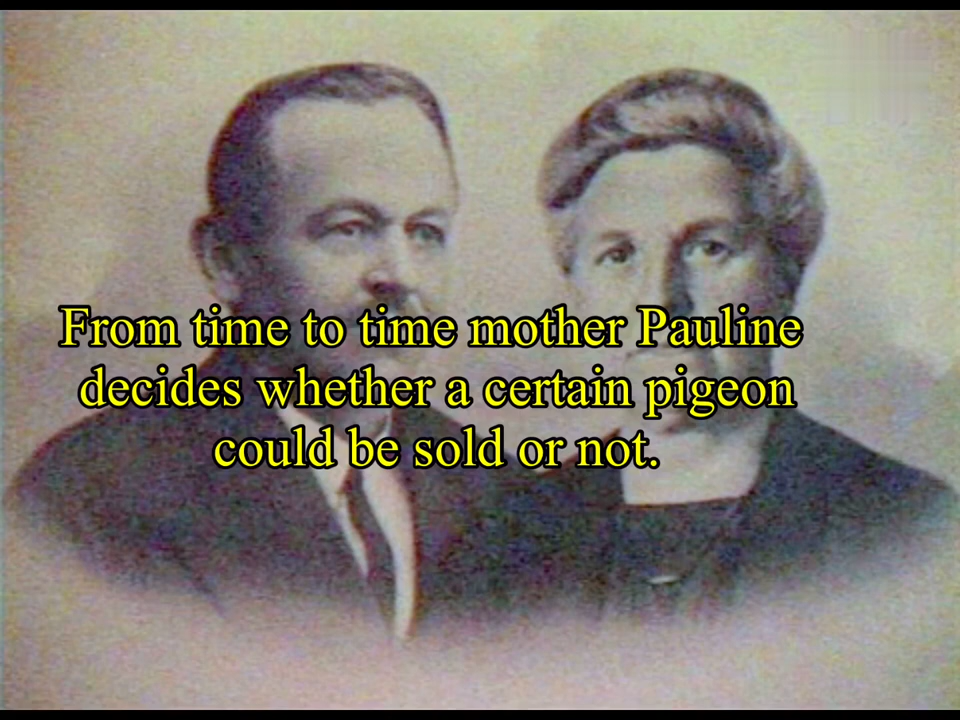 From time to time mother Pauline
decides whether a certain pigeon
could be sold or not.